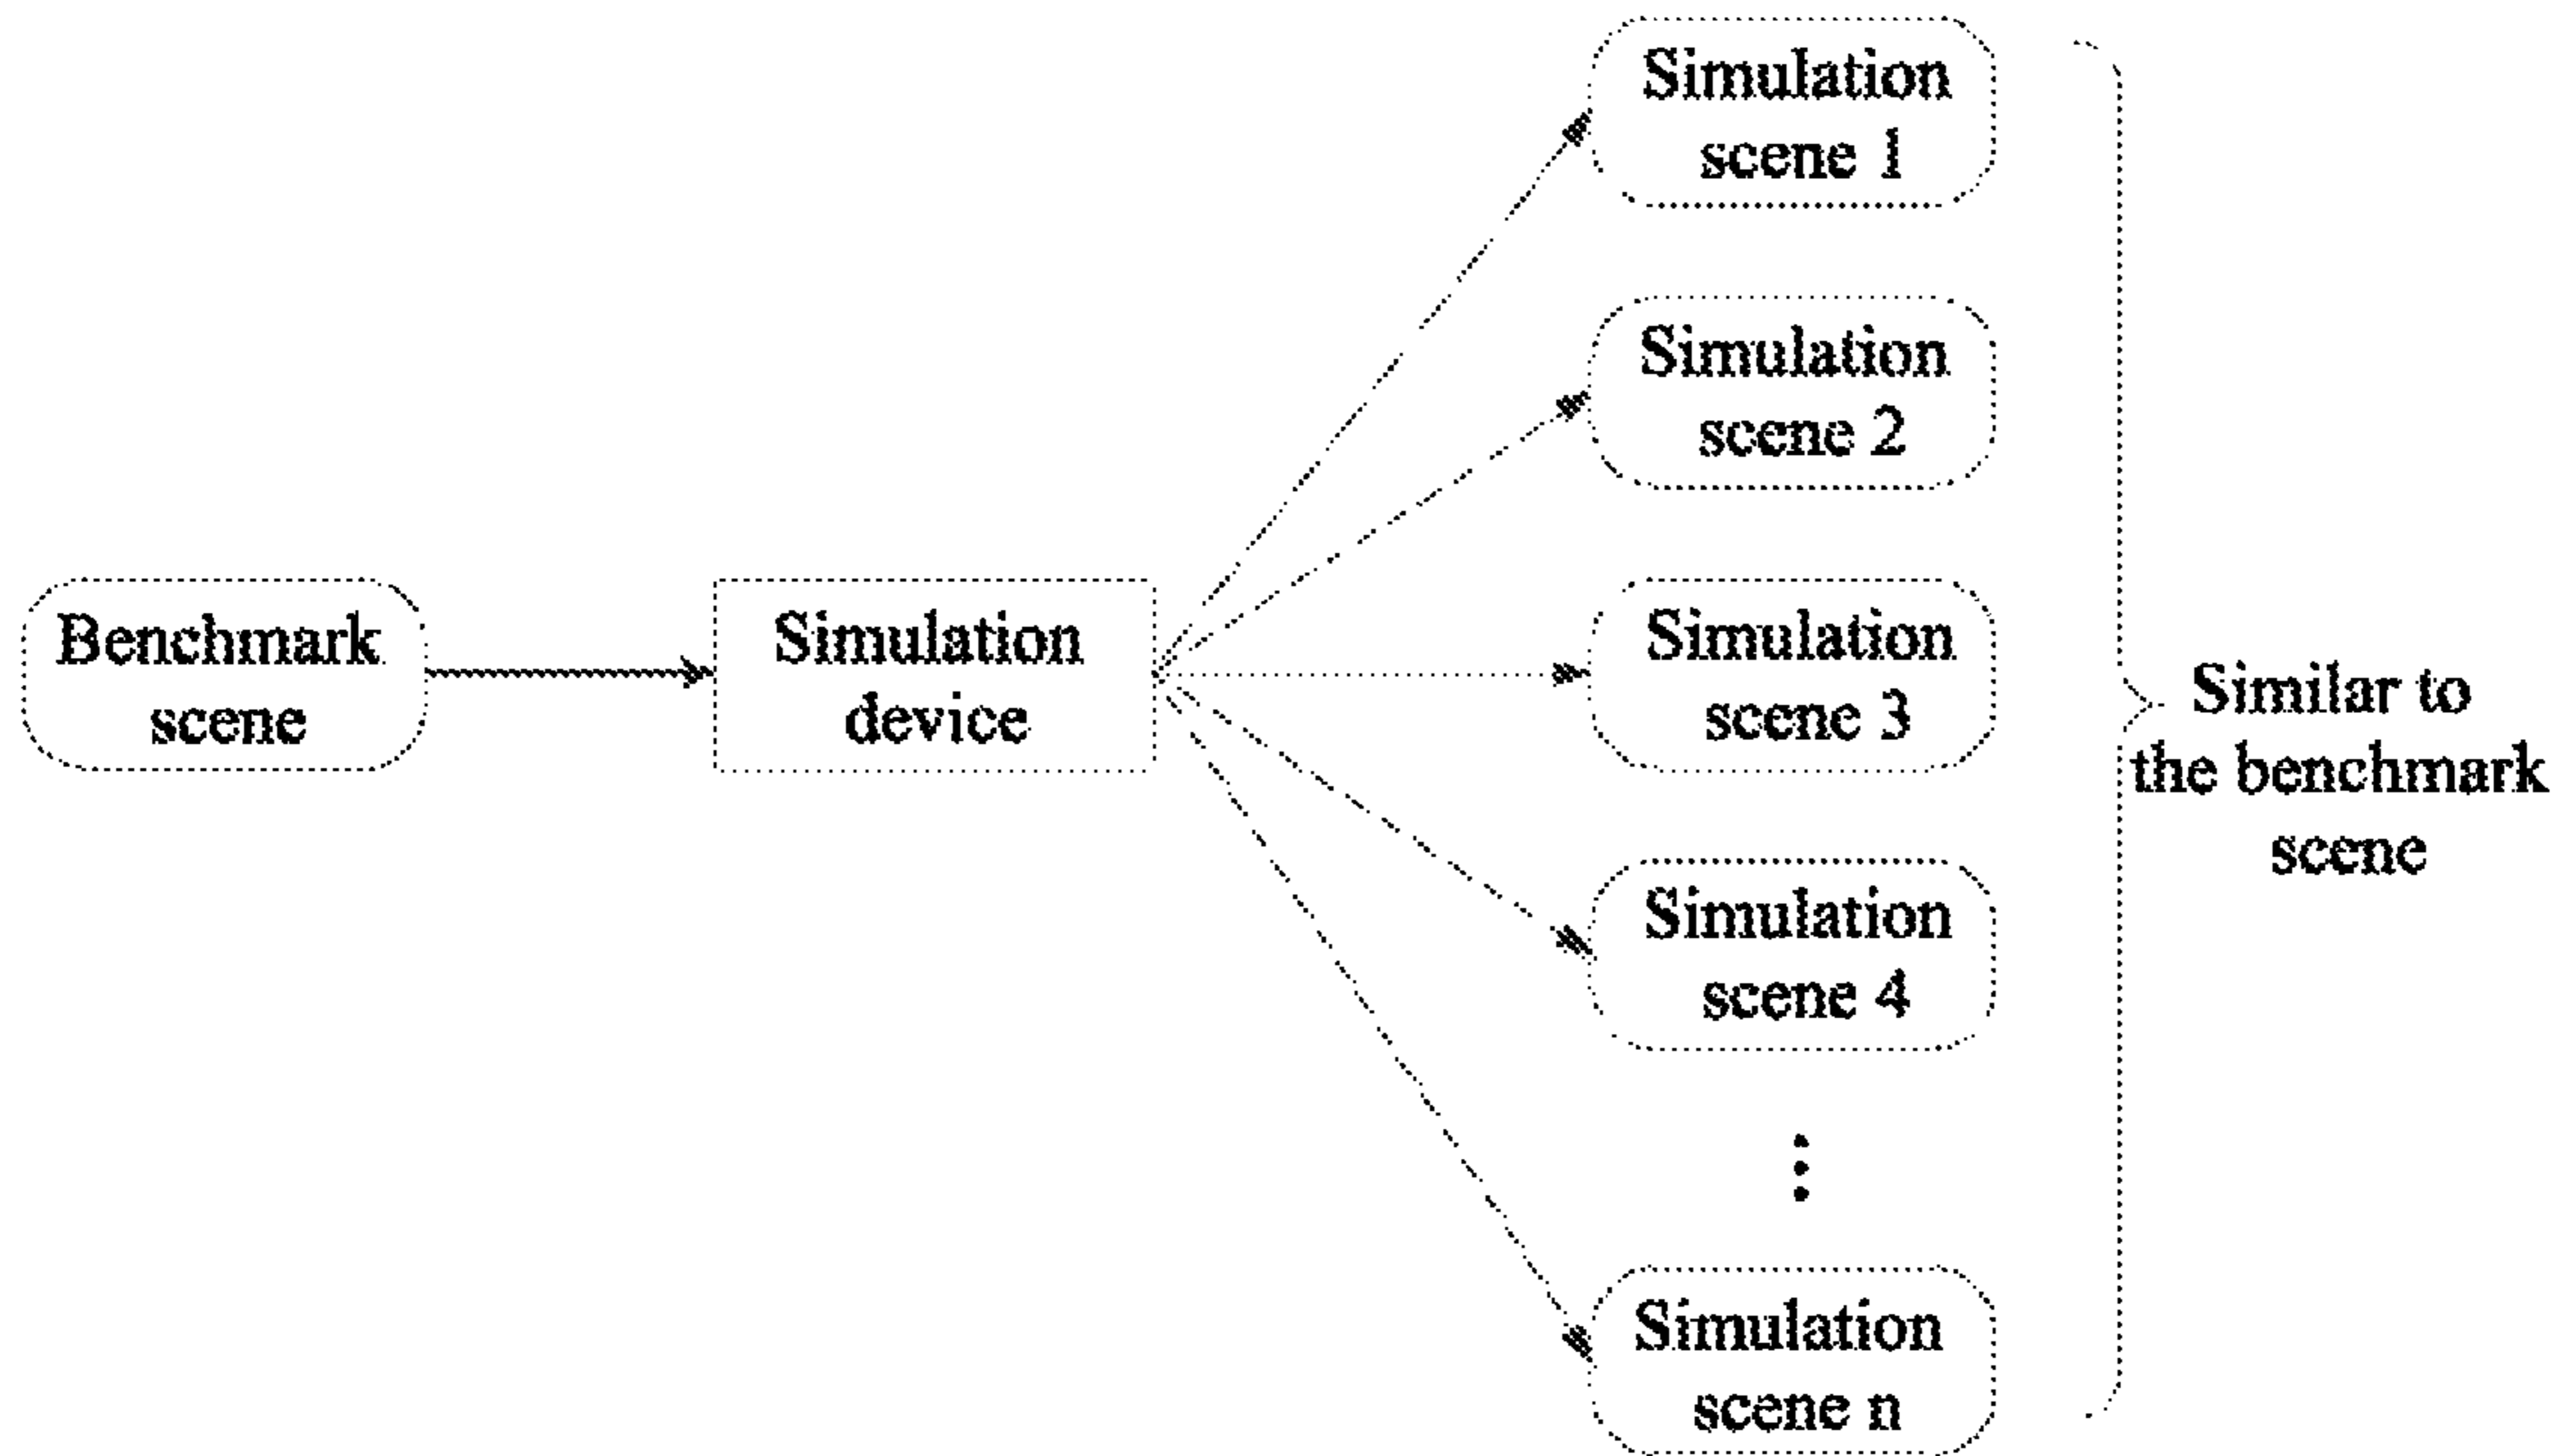 Benchmark
scene
Simulation
device
Simulation
scene 1
Simulation
scene 2
Simulation
scene 3
Simulation
scene 4
Simulation
scene n
Similar to
the benchmark
scene